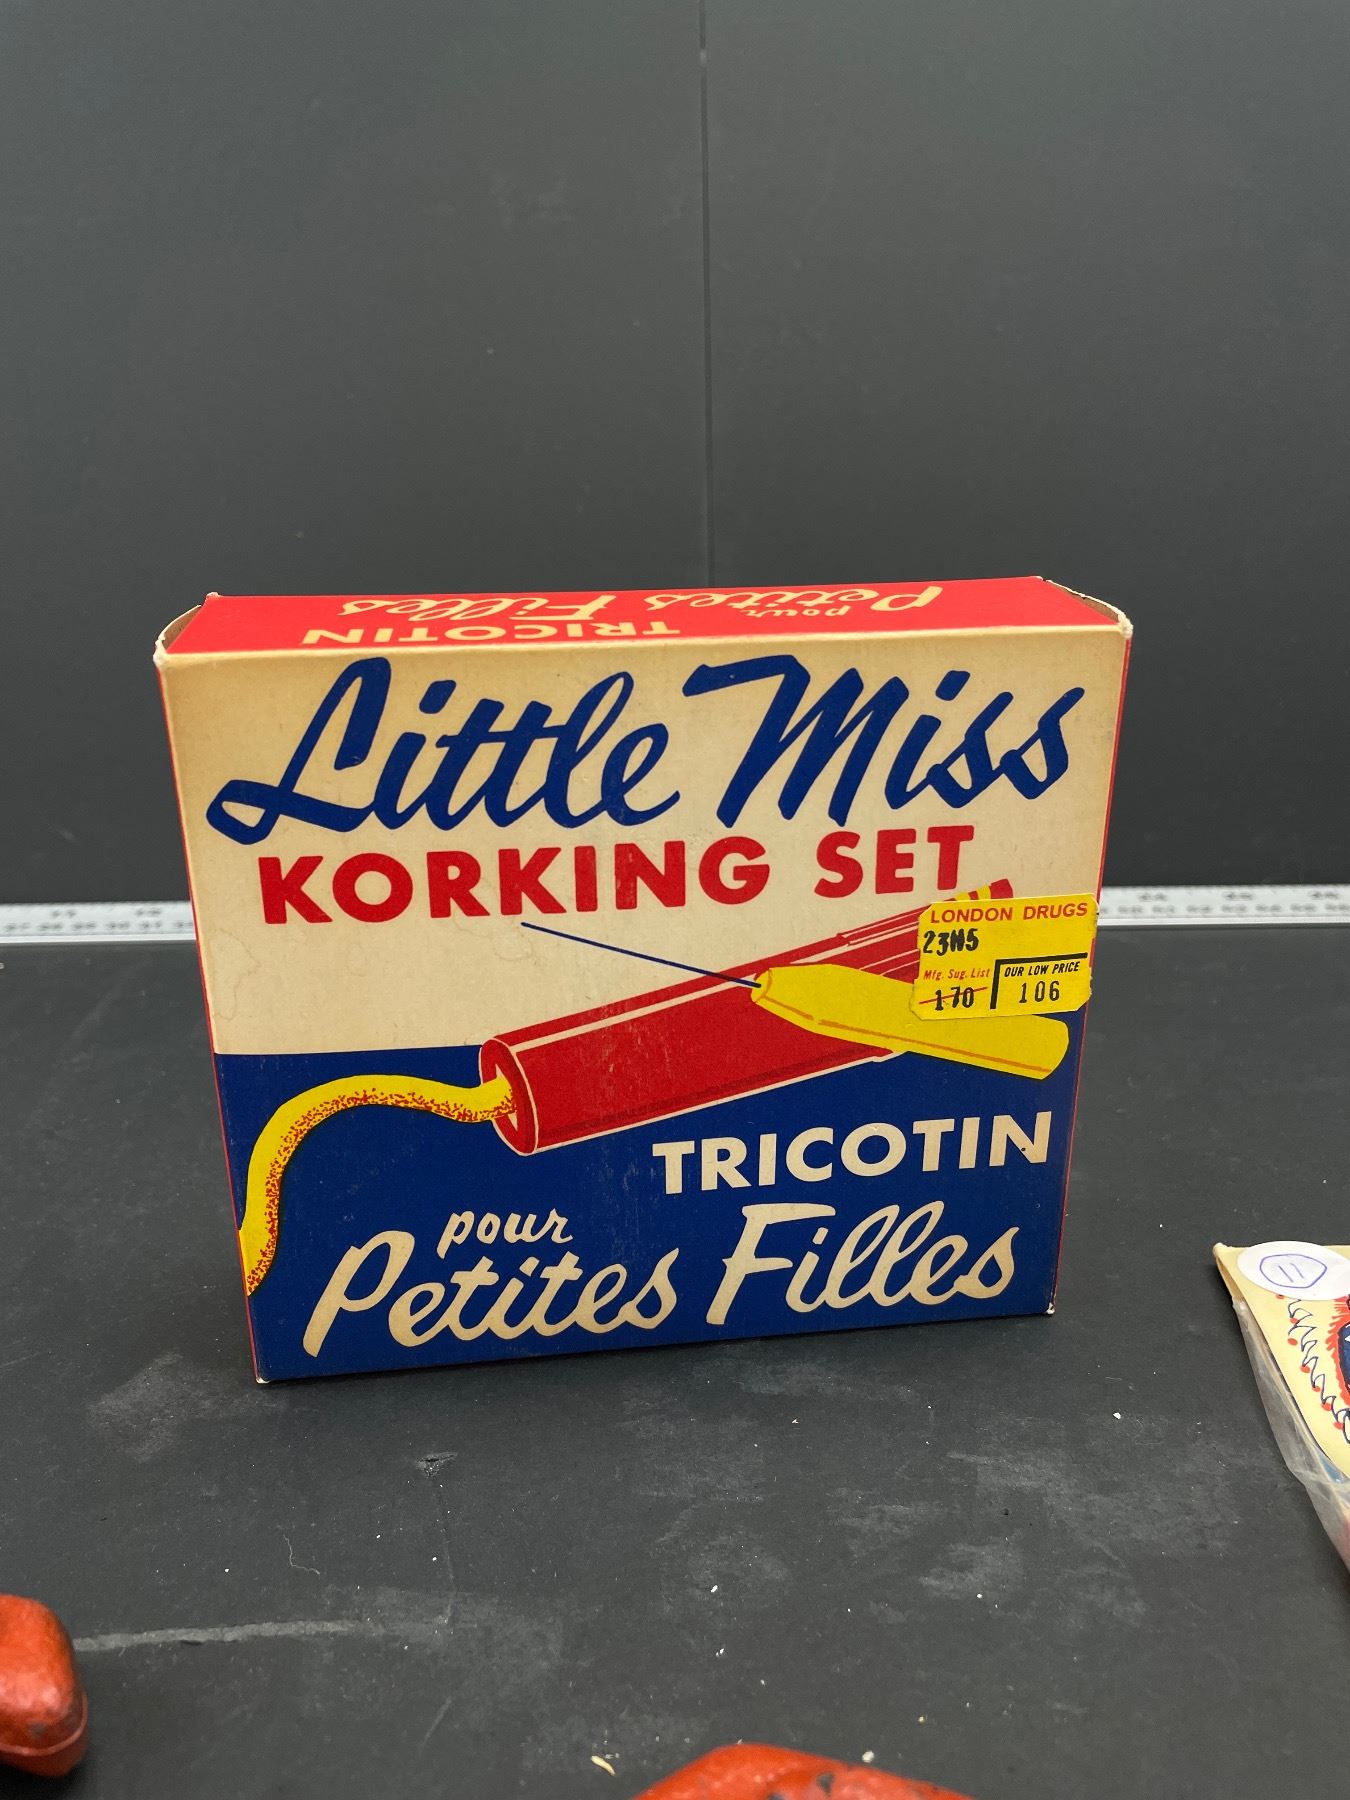 pour
Petites Filles
TRICOTIN
Little Miss
KORKING SET
LONDON DRUGS
Mfg. Sug. List
170
OUR LOW PRICE
106
TRICOTIN
pour
Petites Filles
11